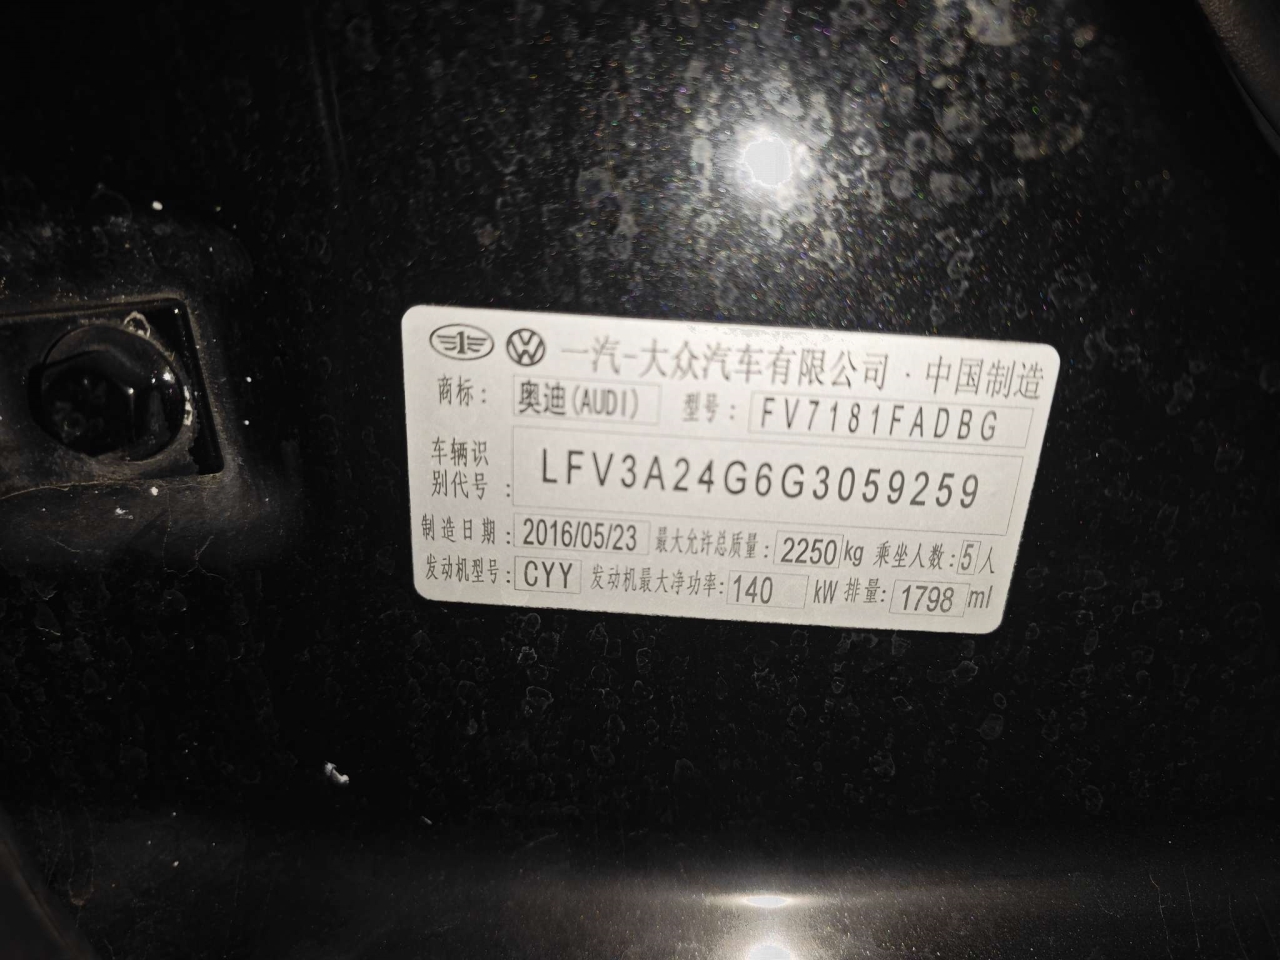 一汽-大众汽车有限公司 · 中国制造
商标: 奥迪(AUDI) 型号: FV7181FADBG
车辆识
别代号: LFV3A24G6G3059259
制造日期: 2016/05/23 最大允许总质量: 2250kg 乘坐人数: 5人
发动机型号: CYY 发动机最大净功率: 140 kW 排量: 1798 ml